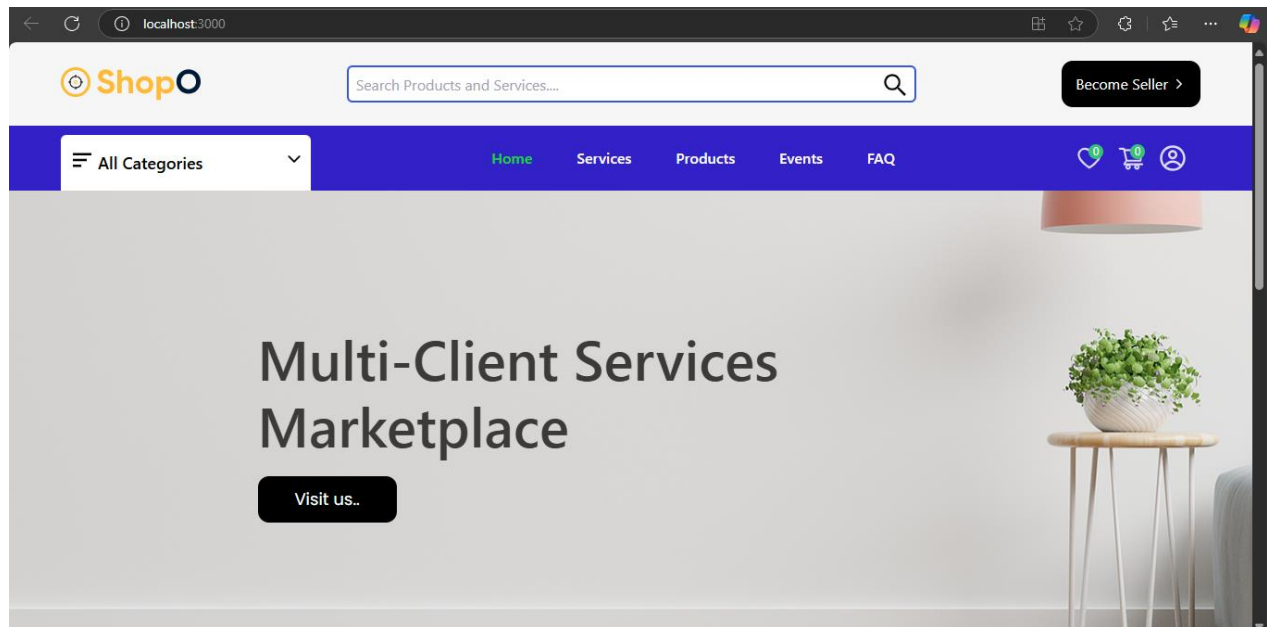 localhost:3000
ShopO
Search Products and Services....
Become Seller >
All Categories
Home Services Products Events FAQ
0 0
Multi-Client Services
Marketplace
Visit us..